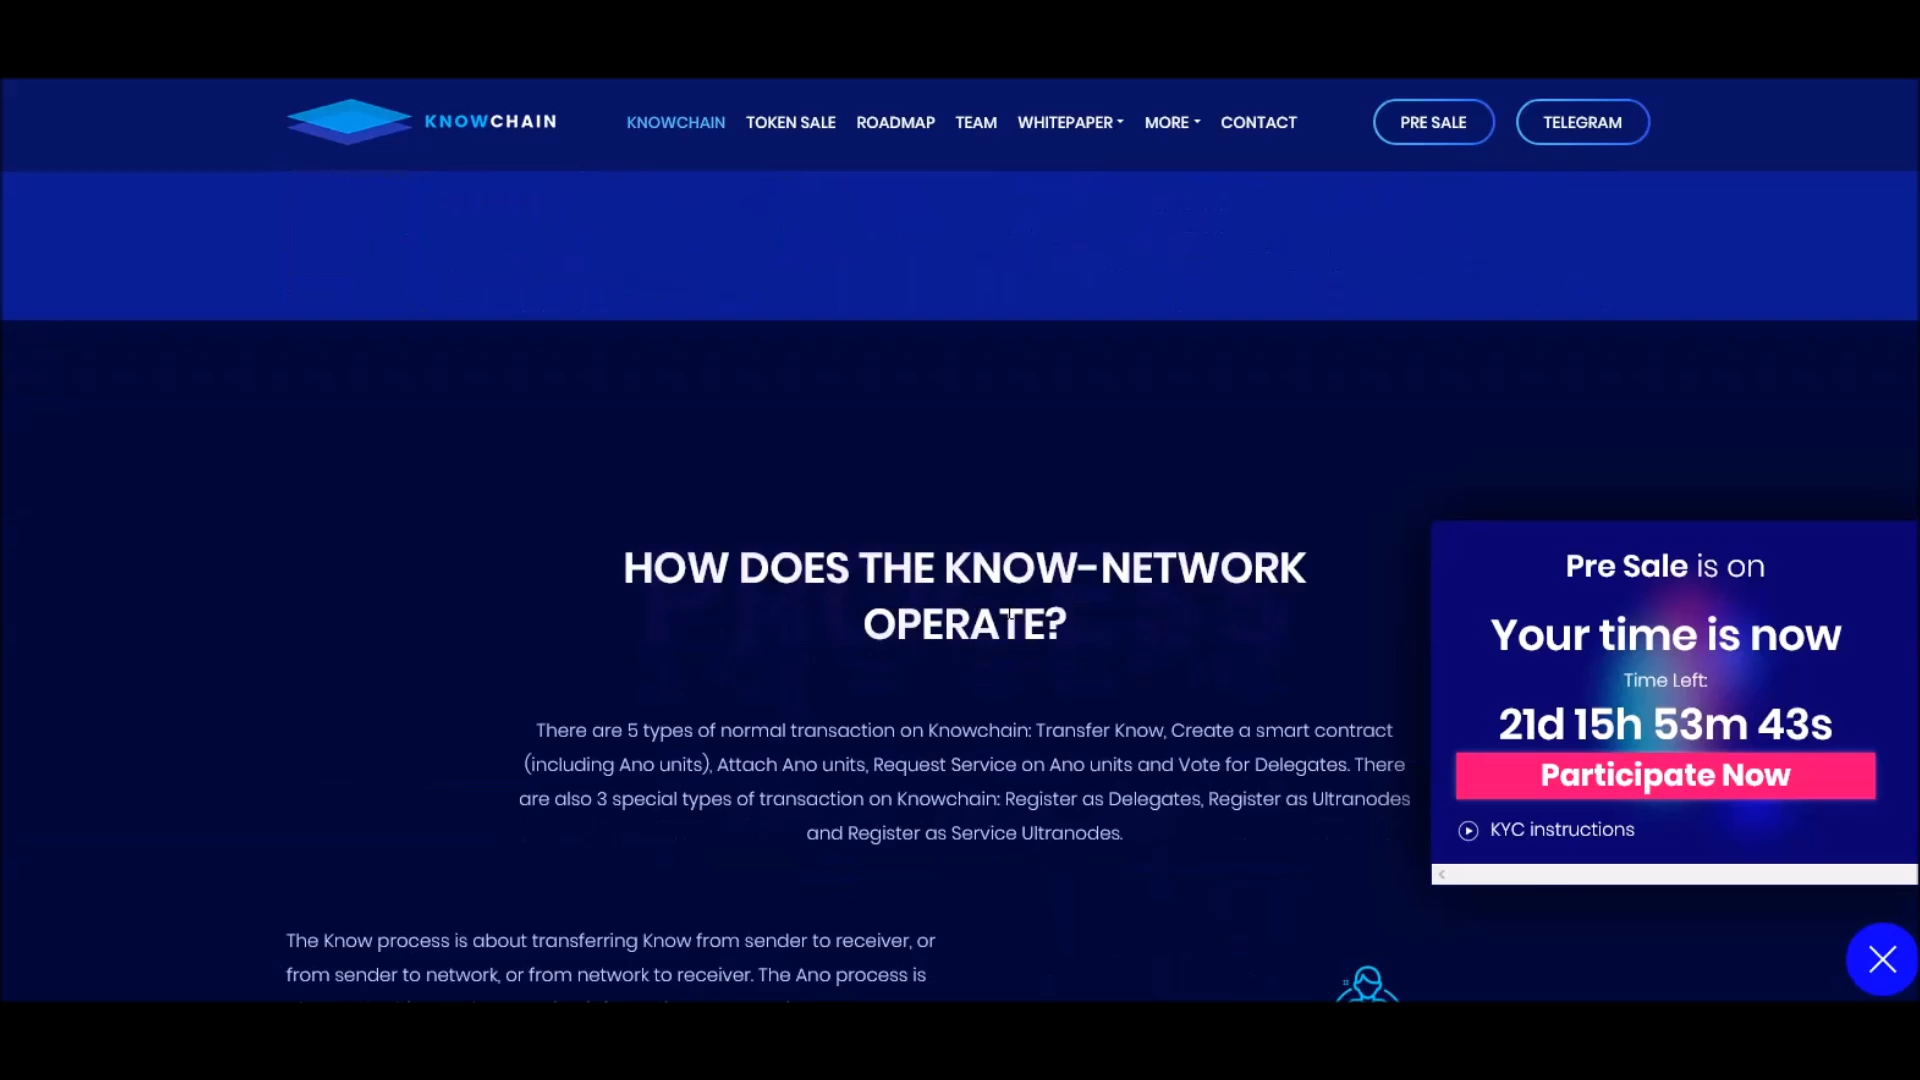 KNOWCHAIN
KNOWCHAIN TOKEN SALE ROADMAP TEAM WHITEPAPER MORE CONTACT
PRE SALE
TELEGRAM
HOW DOES THE KNOW-NETWORK
OPERATE?
There are 5 types of normal transaction on Knowchain: Transfer Know, Create a smart contract
(including Ano units), Attach Ano units, Request Service on Ano units and Vote for Delegates. There
are also 3 special types of transaction on Knowchain: Register as Delegates, Register as Ultranodes
and Register as Service Ultranodes.
The Know process is about transferring Know from sender to receiver, or
from sender to network, or from network to receiver. The Ano process is
Pre Sale is on
Your time is now
Time Left:
21d 15h 53m 43s
Participate Now
KYC instructions